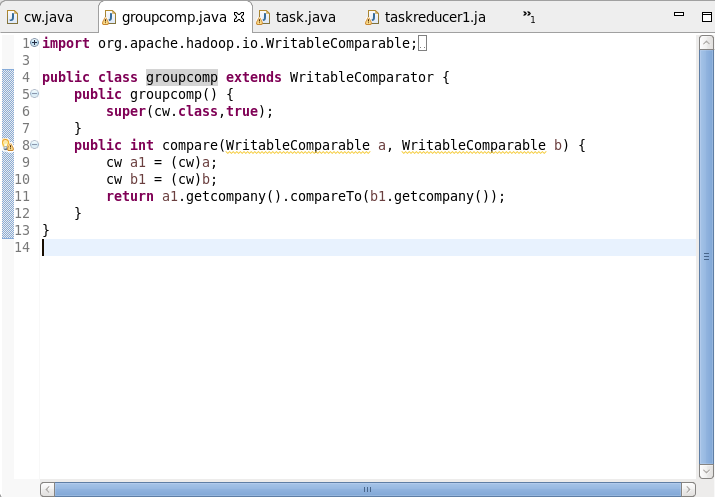 cw.java groupcomp.java task.java taskreducer1.ja »1
1 import org.apache.hadoop.io.WritableComparable;
3
4 public class groupcomp extends WritableComparator {
5 public groupcomp() {
6 super(cw.class,true);
7 }
8 public int compare(WritableComparable a, WritableComparable b) {
9 cw a1 = (cw)a;
10 cw b1 = (cw)b;
11 return a1.getcompany().compareTo(b1.getcompany());
12 }
13 }
14